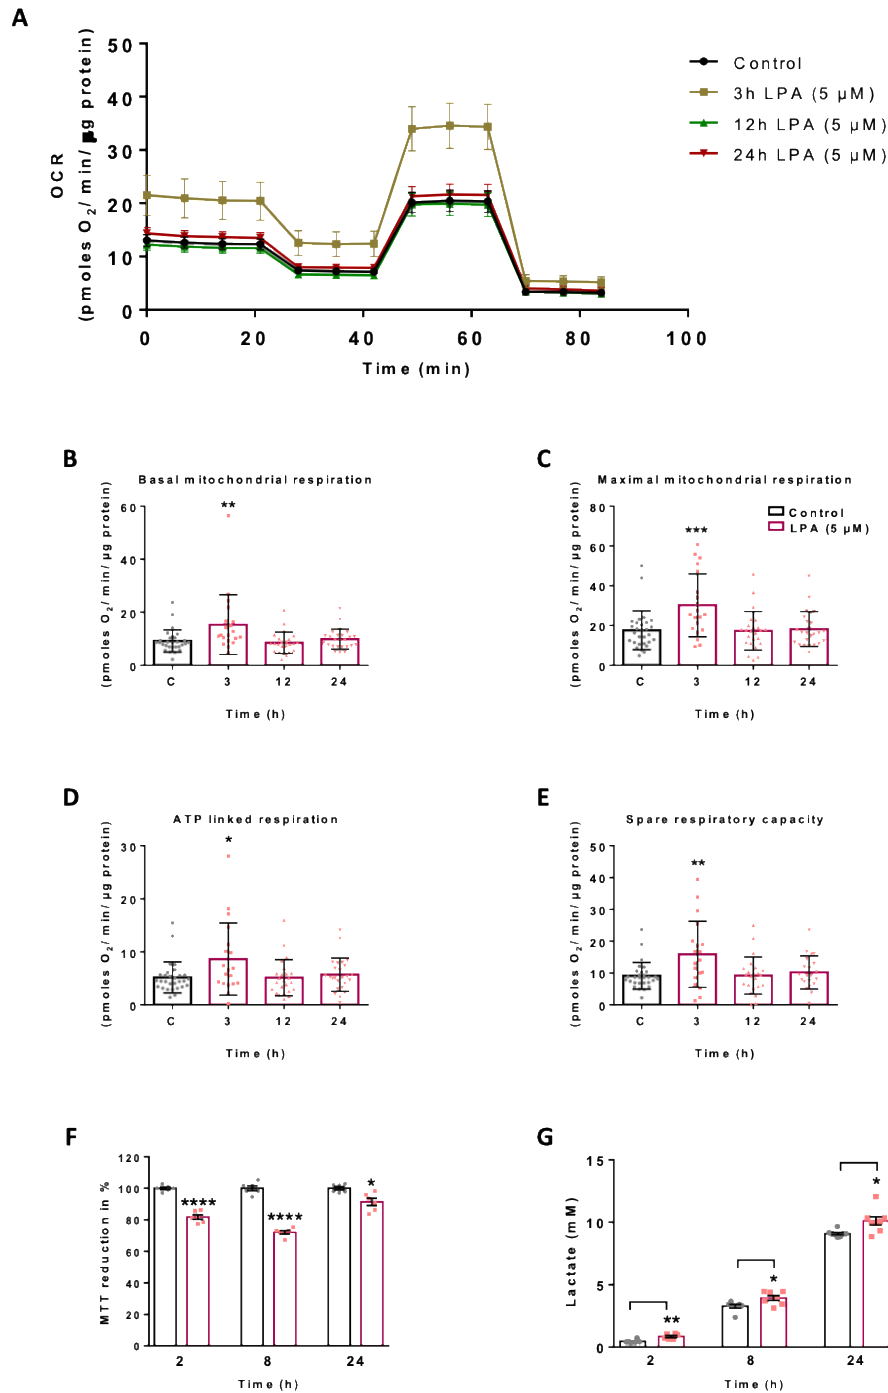 A
50
40
30
20
10
0
0 20 40 60 80 100
OCR
(pmoles O2/ min/ µg protein)
Time (min)
Control
3h LPA (5 µM)
12h LPA (5 µM)
24h LPA (5 µM)
B
Basal mitochondrial respiration
(pmoles O2/ min/ µg protein)
60
**
40
20
0
C 3 12 24
Time (h)
C
Maximal mitochondrial respiration
(pmoles O2/ min/ µg protein)
80
Control
LPA (5 µM)
***
60
40
20
0
C 3 12 24
Time (h)
D
ATP linked respiration
(pmoles O2/ min/ µg protein)
*
30
20
10
0
C 3 12 24
Time (h)
E
Spare respiratory capacity
(pmoles O2/ min/ µg protein)
50
**
40
30
20
10
0
C 3 12 24
Time (h)
F
MTT reduction in %
120
100
80
60
40
20
0
**** **** *
2 8 24
Time (h)
G
Lactate (mM)
15
10
5
0
** * *
2 8 24
Time (h)